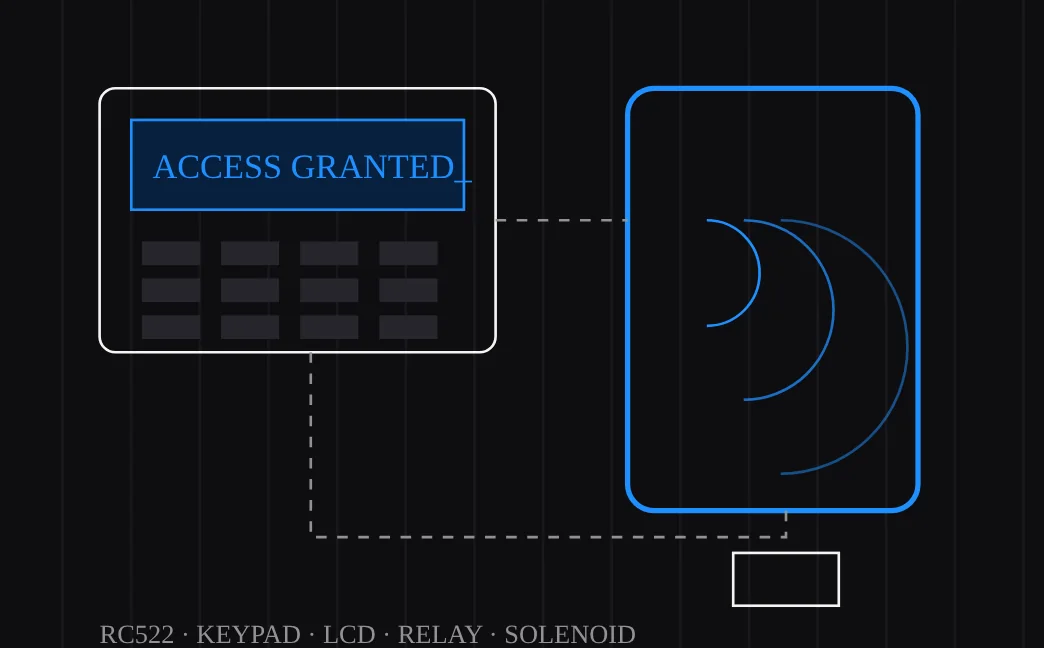 ACCESS GRANTED_
RC522 · KEYPAD · LCD · RELAY · SOLENOID